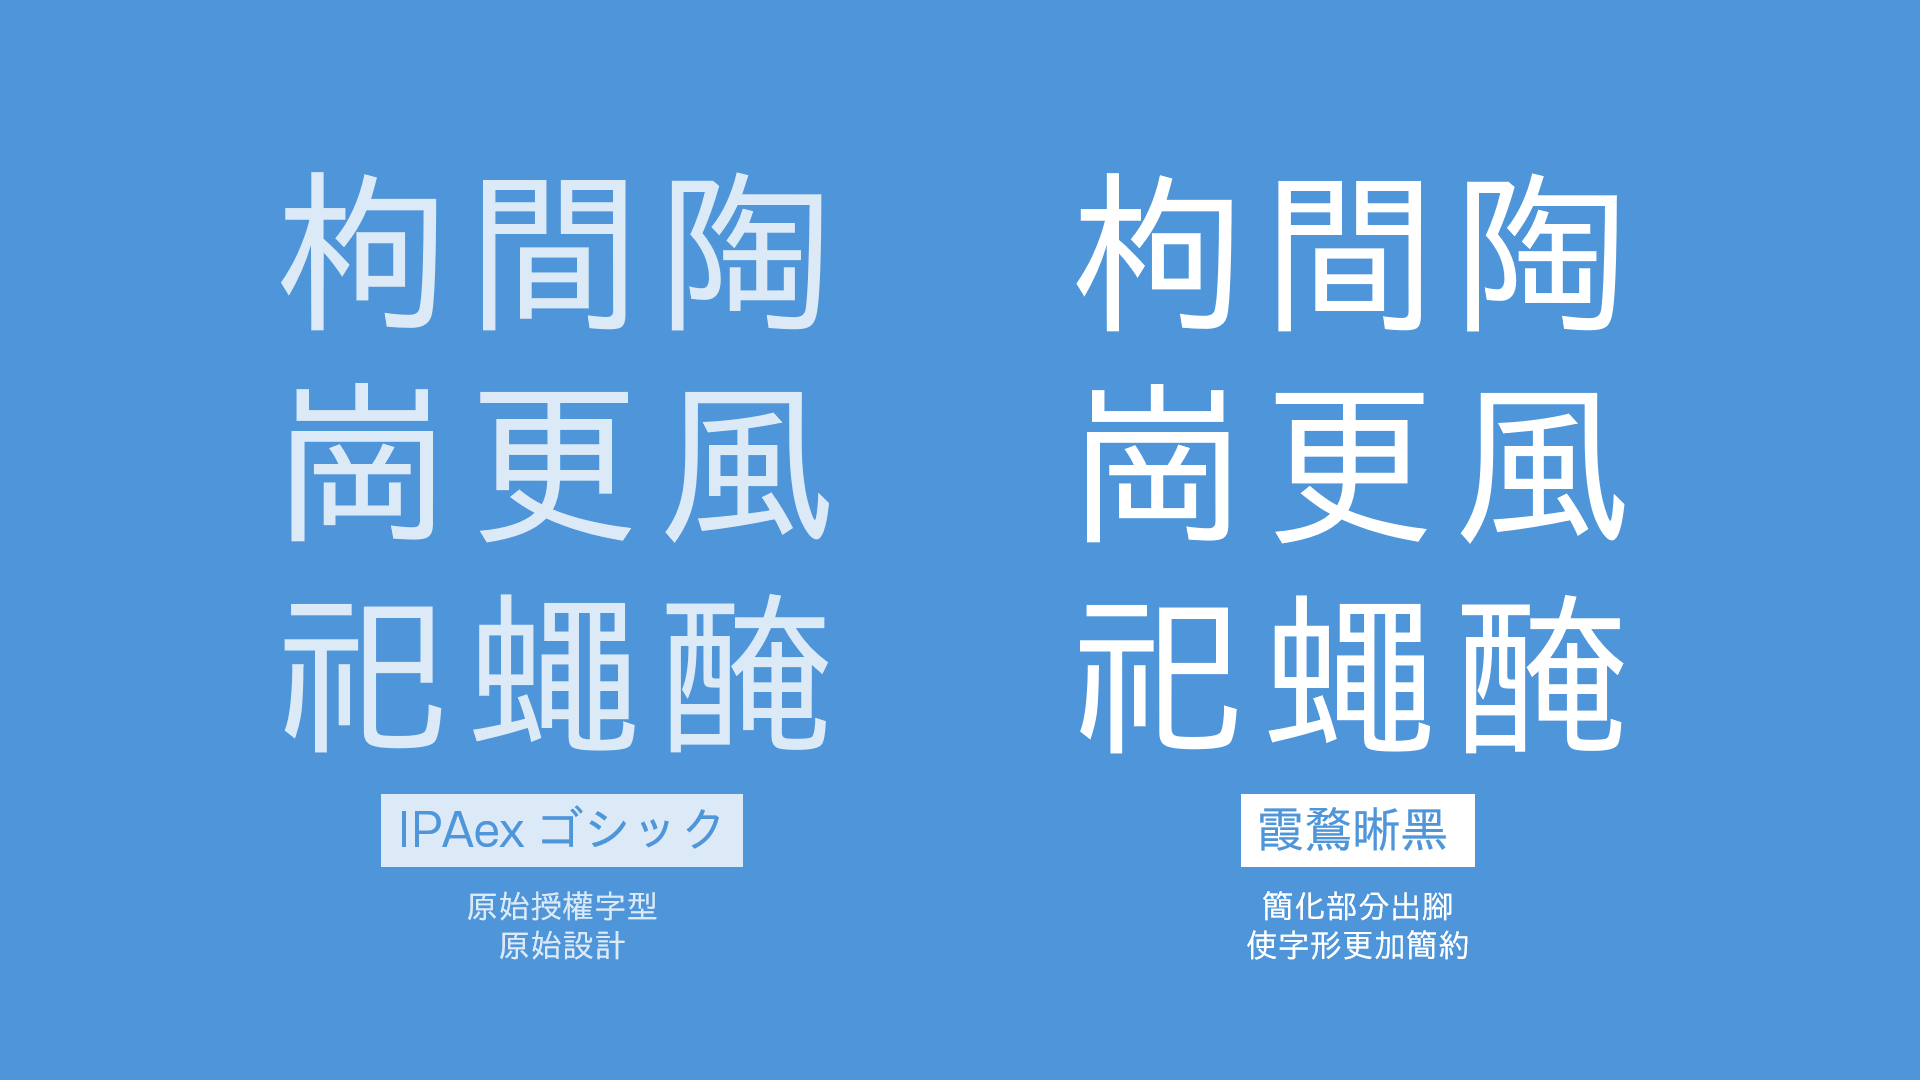 枸間陶
崗更風
祀蠅醃
IPAex ゴシック
原始授權字型
原始設計
枸間陶
崗更風
祀蠅醃
霞鶩晰黑
簡化部分出腳
使字形更加簡約